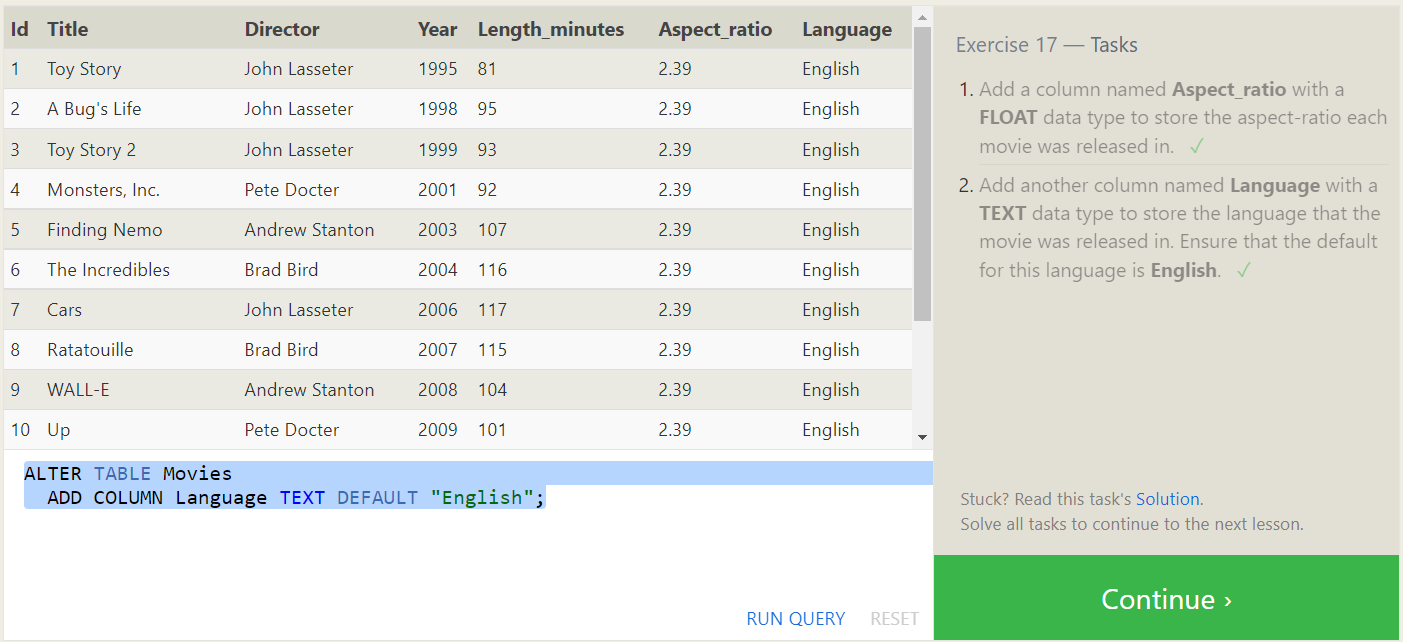 Id Title Director Year Length_minutes Aspect_ratio Language
1 Toy Story John Lasseter 1995 81 2.39 English
2 A Bug's Life John Lasseter 1998 95 2.39 English
3 Toy Story 2 John Lasseter 1999 93 2.39 English
4 Monsters, Inc. Pete Docter 2001 92 2.39 English
5 Finding Nemo Andrew Stanton 2003 107 2.39 English
6 The Incredibles Brad Bird 2004 116 2.39 English
7 Cars John Lasseter 2006 117 2.39 English
8 Ratatouille Brad Bird 2007 115 2.39 English
9 WALL-E Andrew Stanton 2008 104 2.39 English
10 Up Pete Docter 2009 101 2.39 English
ALTER TABLE Movies
ADD COLUMN Language TEXT DEFAULT "English";
RUN QUERY RESET
Exercise 17 — Tasks
1. Add a column named Aspect_ratio with a
FLOAT data type to store the aspect-ratio each
movie was released in. ✓
2. Add another column named Language with a
TEXT data type to store the language that the
movie was released in. Ensure that the default
for this language is English. ✓
Stuck? Read this task's Solution.
Solve all tasks to continue to the next lesson.
Continue ›